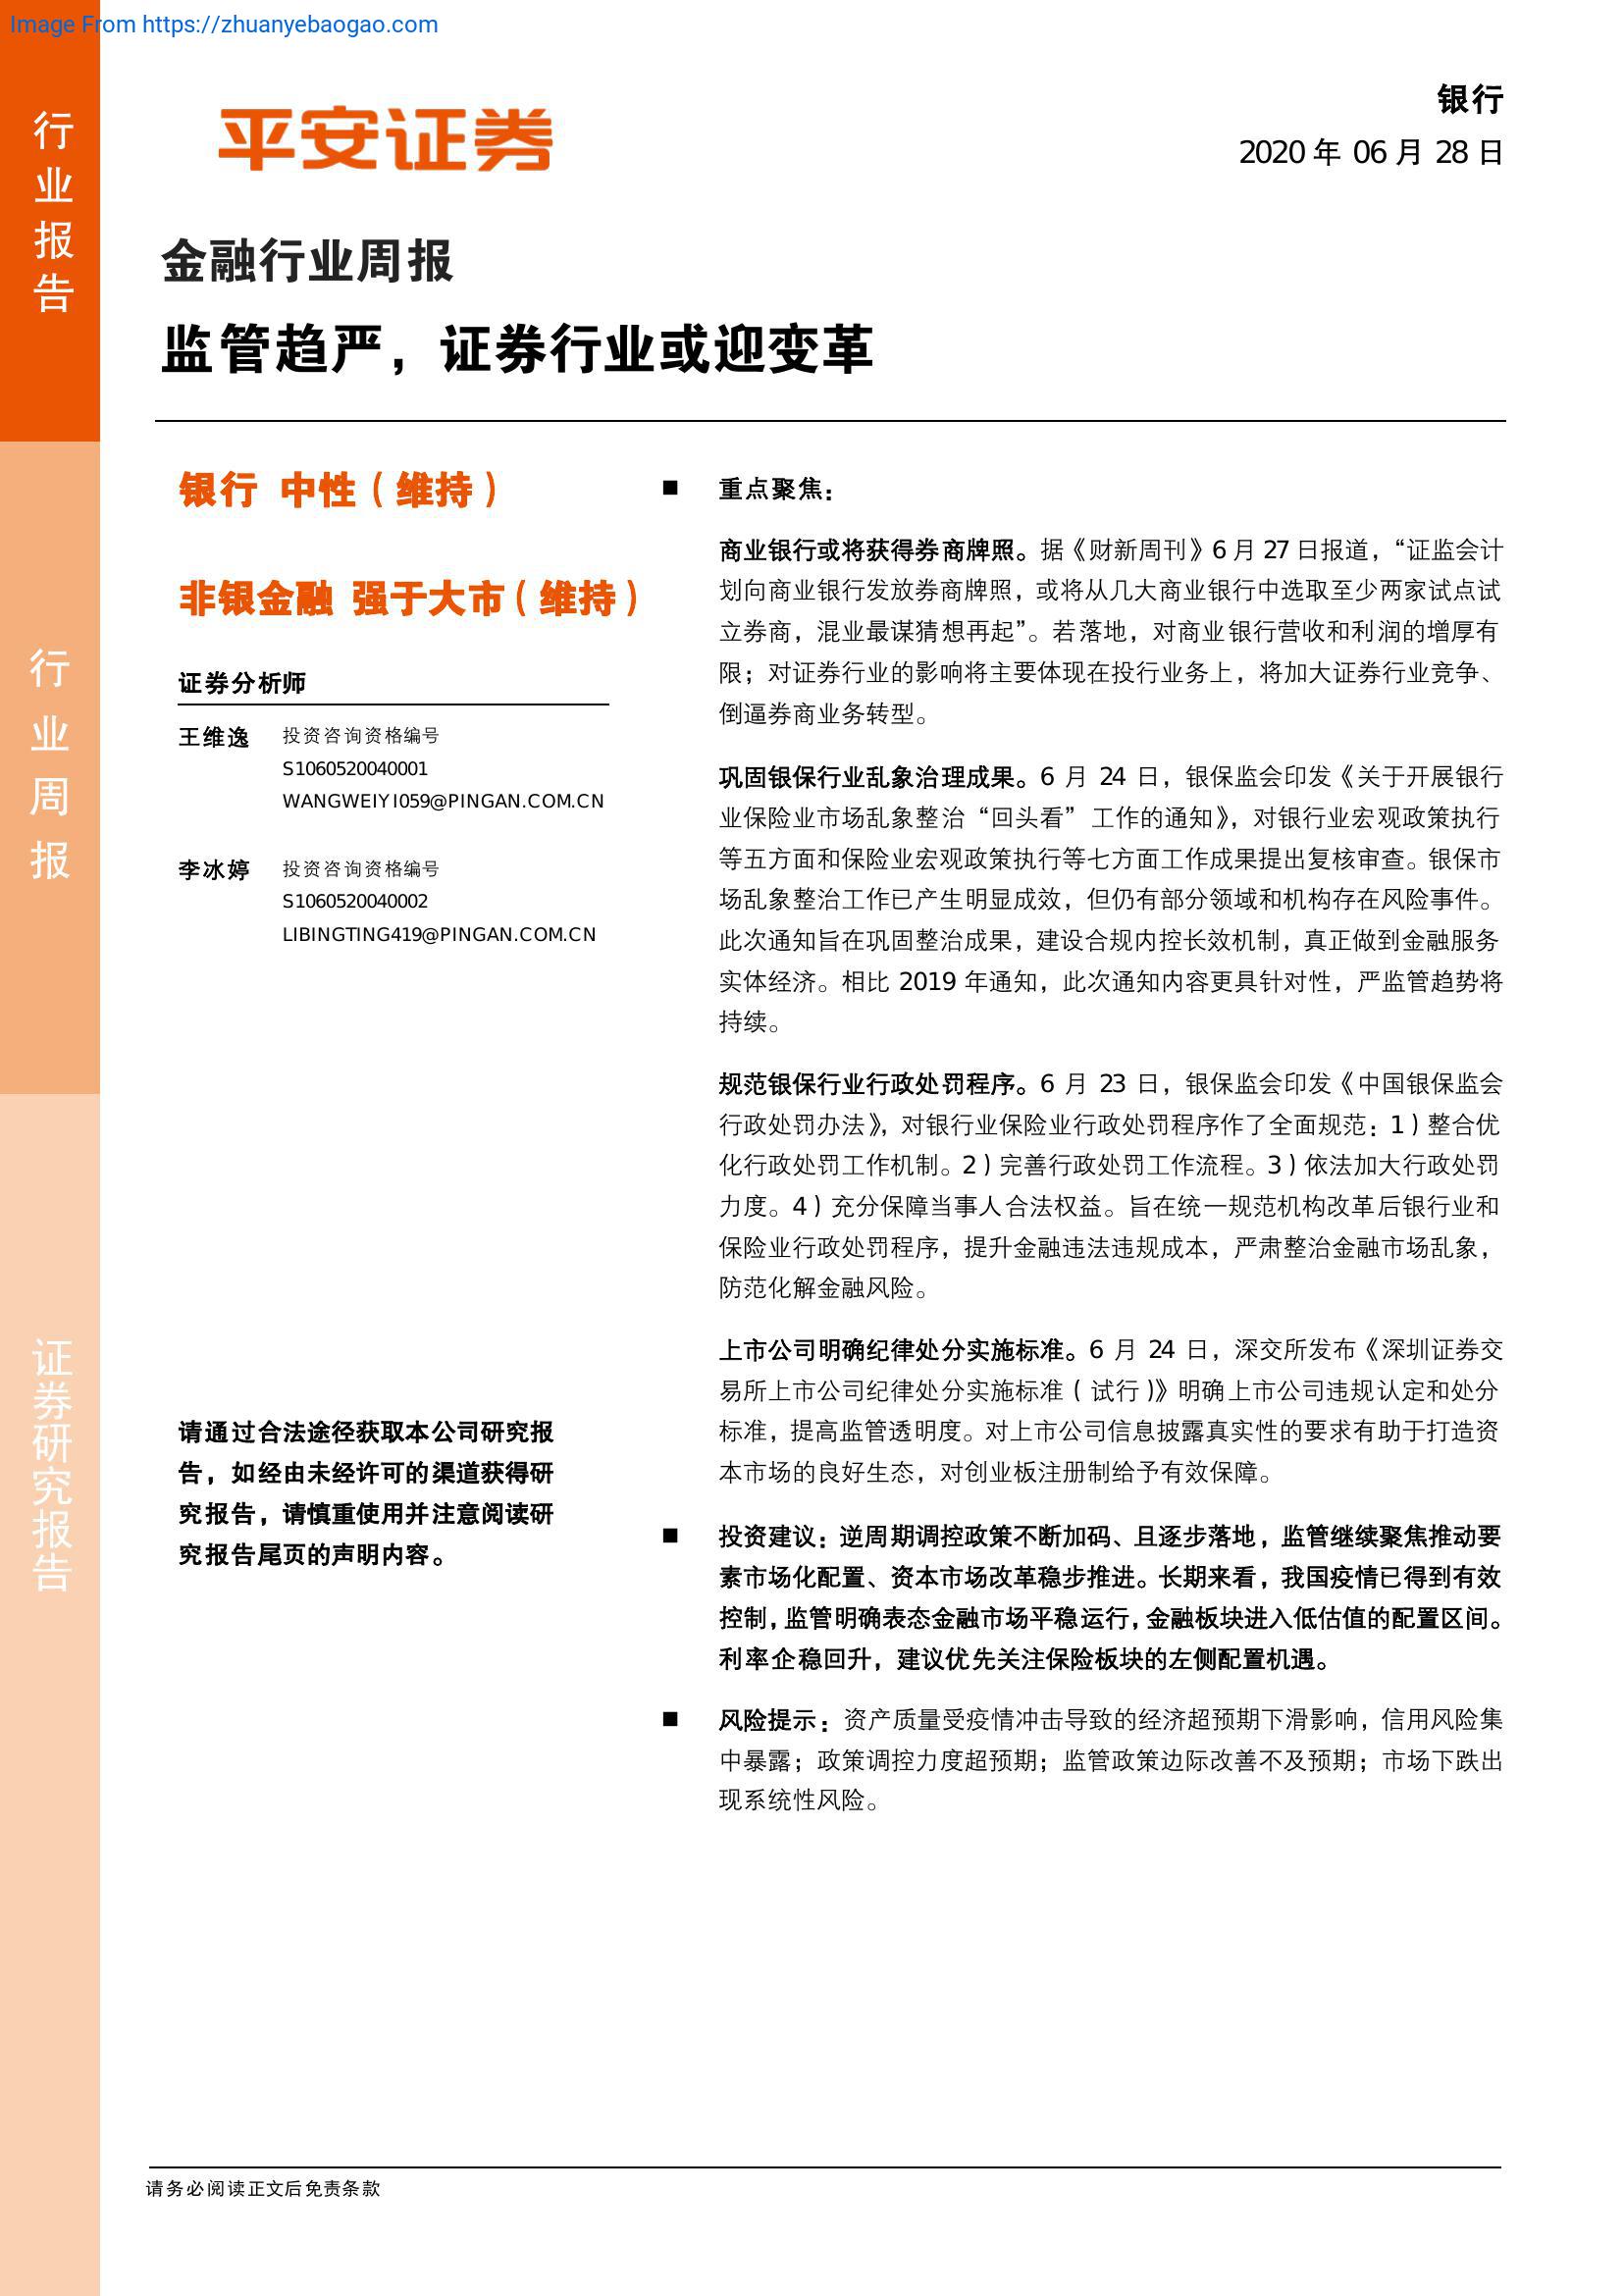 Image From https://zhuanyebaogao.com
行业报告
行业周报
证券研究报告
平安证券
银行
2020 年 06 月 28 日
金融行业周报
监管趋严，证券行业或迎变革
银行 中性（维持）
非银金融 强于大市（维持）
证券分析师
王维逸 投资咨询资格编号
S1060520040001
WANGWEIYI059@PINGAN.COM.CN
李冰婷 投资咨询资格编号
S1060520040002
LIBINGTING419@PINGAN.COM.CN
请通过合法途径获取本公司研究报
告，如经由未经许可的渠道获得研
究报告，请慎重使用并注意阅读研
究报告尾页的声明内容。
■ 重点聚焦：
商业银行或将获得券商牌照。据《财新周刊》6 月 27 日报道，“证监会计
划向商业银行发放券商牌照，或将从几大商业银行中选取至少两家试点试
立券商，混业最谋猜想再起”。若落地，对商业银行营收和利润的增厚有
限；对证券行业的影响将主要体现在投行业务上，将加大证券行业竞争、
倒逼券商业务转型。
巩固银保行业乱象治理成果。6 月 24 日，银保监会印发《关于开展银行
业保险业市场乱象整治“回头看”工作的通知》，对银行业宏观政策执行
等五方面和保险业宏观政策执行等七方面工作成果提出复核审查。银保市
场乱象整治工作已产生明显成效，但仍有部分领域和机构存在风险事件。
此次通知旨在巩固整治成果，建设合规内控长效机制，真正做到金融服务
实体经济。相比 2019 年通知，此次通知内容更具针对性，严监管趋势将
持续。
规范银保行业行政处罚程序。6 月 23 日，银保监会印发《中国银保监会
行政处罚办法》，对银行业保险业行政处罚程序作了全面规范：1）整合优
化行政处罚工作机制。2）完善行政处罚工作流程。3）依法加大行政处罚
力度。4）充分保障当事人合法权益。旨在统一规范机构改革后银行业和
保险业行政处罚程序，提升金融违法违规成本，严肃整治金融市场乱象，
防范化解金融风险。
上市公司明确纪律处分实施标准。6 月 24 日，深交所发布《深圳证券交
易所上市公司纪律处分实施标准（试行）》明确上市公司违规认定和处分
标准，提高监管透明度。对上市公司信息披露真实性的要求有助于打造资
本市场的良好生态，对创业板注册制给予有效保障。
■ 投资建议：逆周期调控政策不断加码、且逐步落地，监管继续聚焦推动要
素市场化配置、资本市场改革稳步推进。长期来看，我国疫情已得到有效
控制，监管明确表态金融市场平稳运行，金融板块进入低估值的配置区间。
利率企稳回升，建议优先关注保险板块的左侧配置机遇。
■ 风险提示：资产质量受疫情冲击导致的经济超预期下滑影响，信用风险集
中暴露；政策调控力度超预期；监管政策边际改善不及预期；市场下跌出
现系统性风险。
请务必阅读正文后免责条款